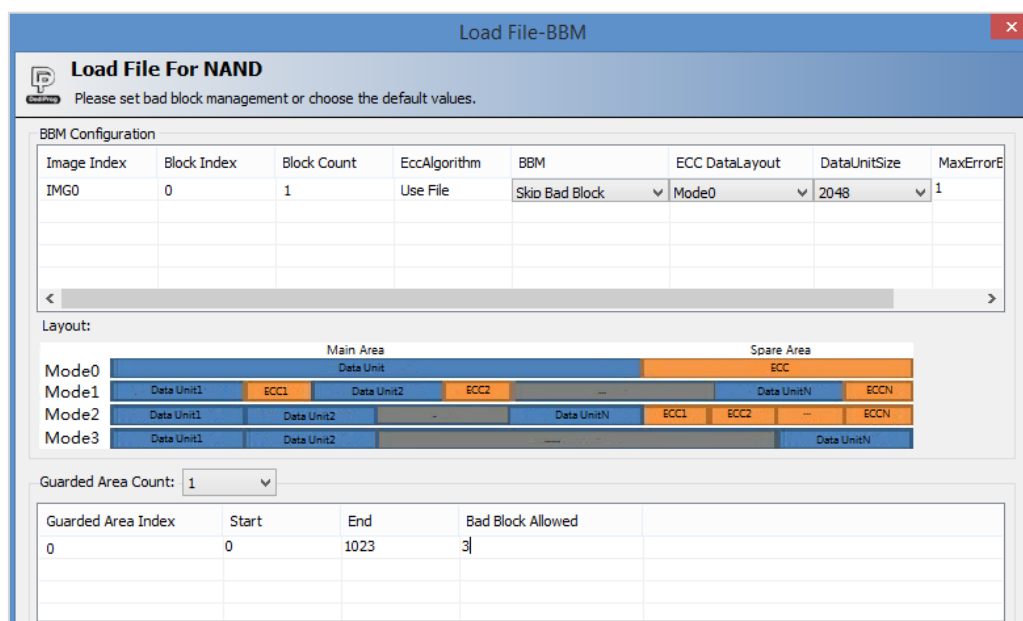 Load File-BBM
Load File For NAND
DediProg
Please set bad block management or choose the default values.
BBM Configuration
Image Index Block Index Block Count EccAlgorithm BBM ECC DataLayout DataUnitSize MaxErrorB
IMG0 0 1 Use File Skip Bad Block Mode0 2048 1
Layout:
Main Area Spare Area
Mode0 Data Unit ECC
Mode1 Data Unit1 ECC1 Data Unit2 ECC2 ... Data UnitN ECCN
Mode2 Data Unit1 Data Unit2 ... Data UnitN ECC1 ECC2 ... ECCN
Mode3 Data Unit1 Data Unit2 ...... Data UnitN
Guarded Area Count: 1
Guarded Area Index Start End Bad Block Allowed
0 0 1023 3